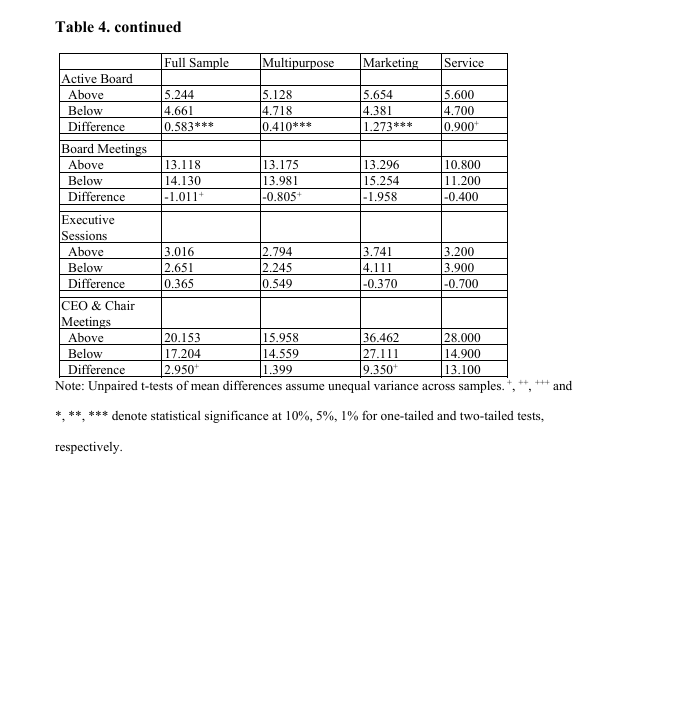 Table 4. continued
Full Sample Multipurpose Marketing Service
Active Board
Above 5.244 5.128 5.654 5.600
Below 4.661 4.718 4.381 4.700
Difference 0.583*** 0.410*** 1.273*** 0.900⁺
Board Meetings
Above 13.118 13.175 13.296 10.800
Below 14.130 13.981 15.254 11.200
Difference -1.011⁺ -0.805⁺ -1.958 -0.400
Executive
Sessions
Above 3.016 2.794 3.741 3.200
Below 2.651 2.245 4.111 3.900
Difference 0.365 0.549 -0.370 -0.700
CEO & Chair
Meetings
Above 20.153 15.958 36.462 28.000
Below 17.204 14.559 27.111 14.900
Difference 2.950⁺ 1.399 9.350⁺ 13.100
Note: Unpaired t-tests of mean differences assume unequal variance across samples. ⁺, ⁺⁺, ⁺⁺⁺ and
*, **, *** denote statistical significance at 10%, 5%, 1% for one-tailed and two-tailed tests,
respectively.